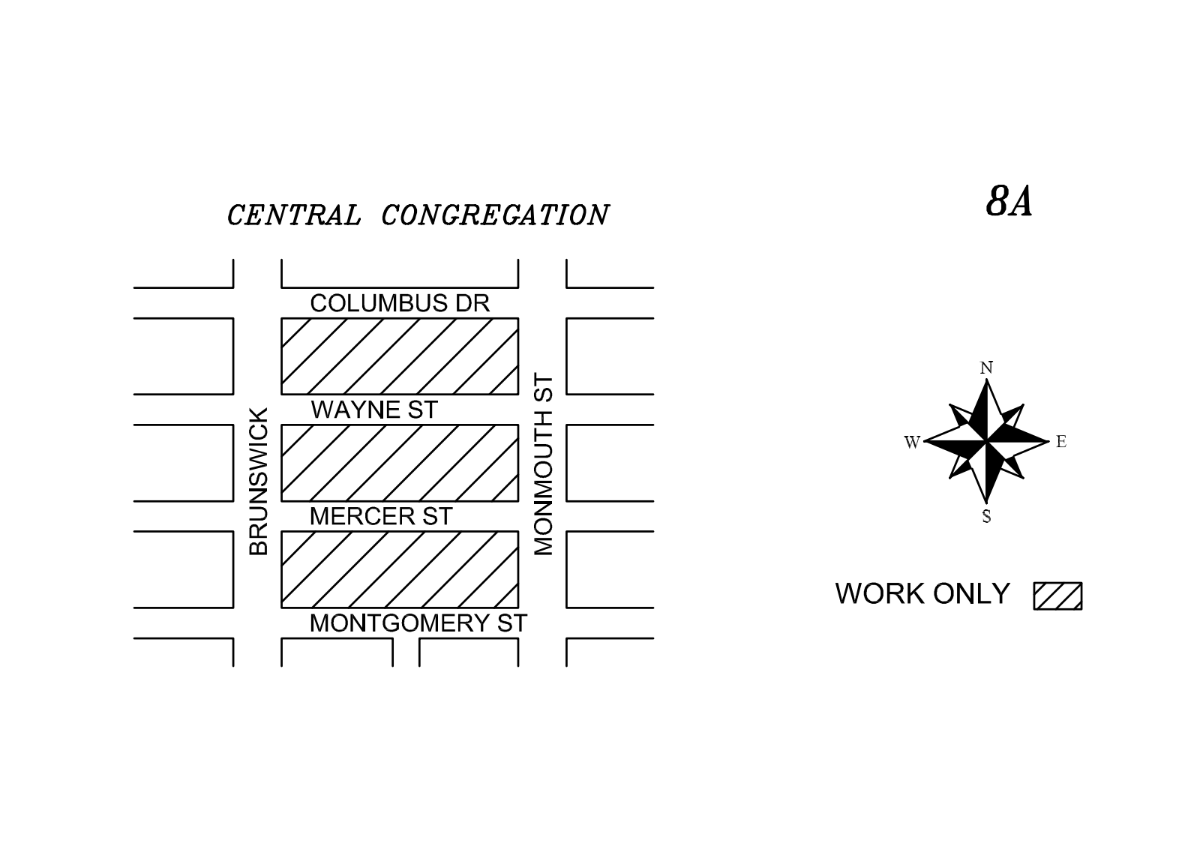 8A
CENTRAL CONGREGATION
COLUMBUS DR
WAYNE ST
BRUNSWICK
MONMOUTH ST
MERCER ST
MONTGOMERY ST
N
W
E
S
WORK ONLY